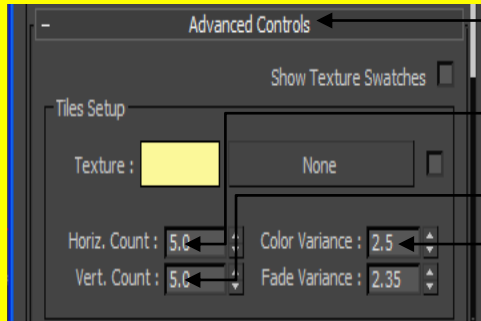 Advanced Controls
Show Texture Swatches
Tiles Setup
Texture : None
Horiz. Count : 5.0 Color Variance : 2.5
Vert. Count : 5.0 Fade Variance : 2.35